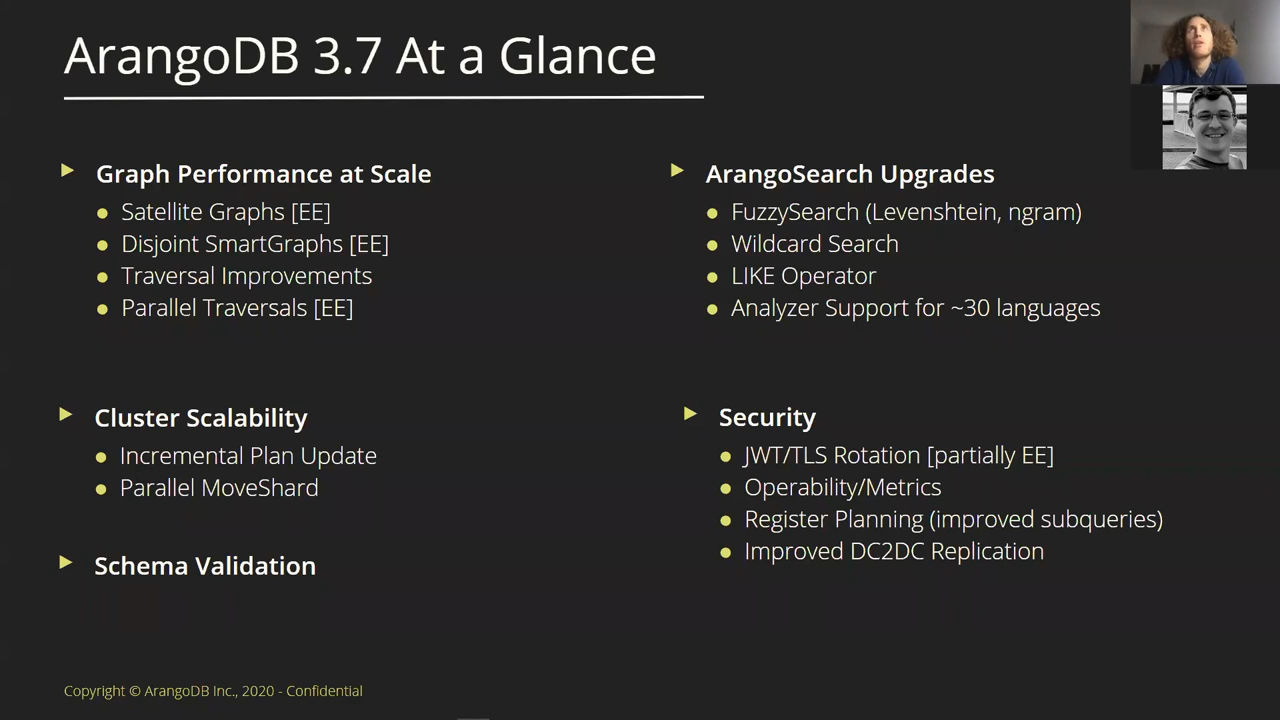 ArangoDB 3.7 At a Glance
Graph Performance at Scale
Satellite Graphs [EE]
Disjoint SmartGraphs [EE]
Traversal Improvements
Parallel Traversals [EE]
ArangoSearch Upgrades
FuzzySearch (Levenshtein, ngram)
Wildcard Search
LIKE Operator
Analyzer Support for ~30 languages
Cluster Scalability
Incremental Plan Update
Parallel MoveShard
Schema Validation
Security
JWT/TLS Rotation [partially EE]
Operability/Metrics
Register Planning (improved subqueries)
Improved DC2DC Replication
Copyright © ArangoDB Inc., 2020 - Confidential